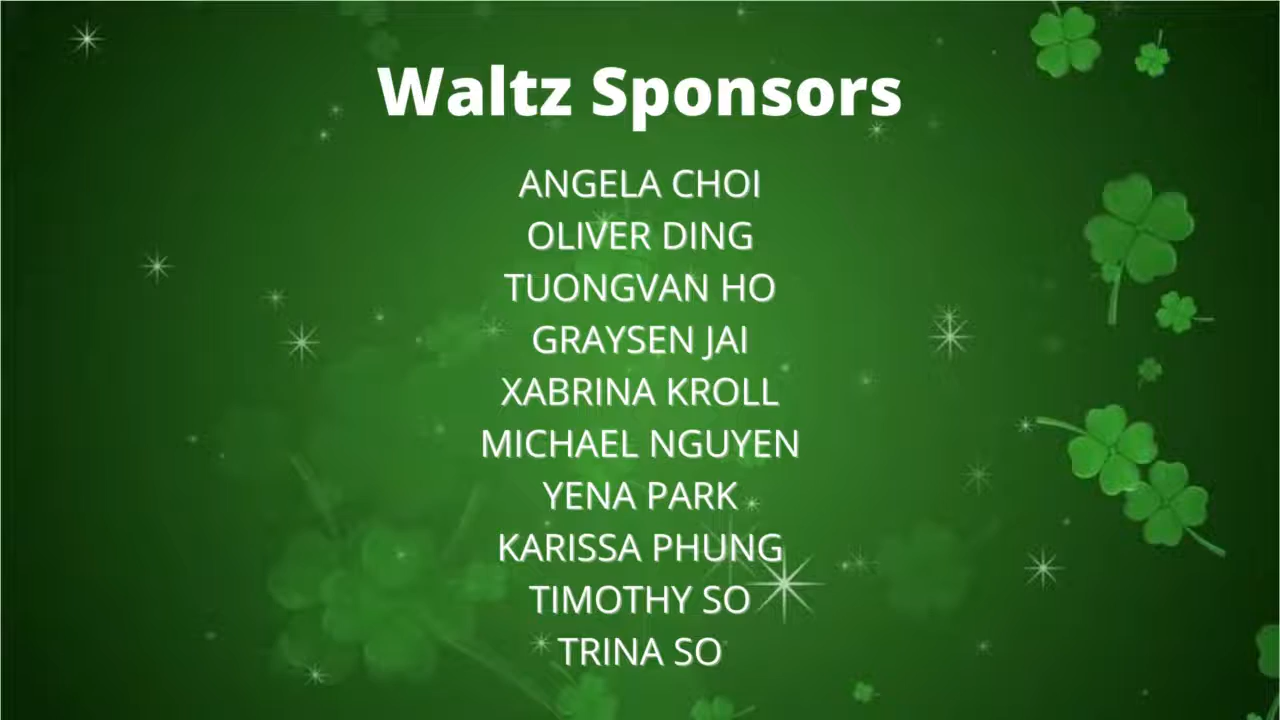 Waltz Sponsors
ANGELA CHOI
OLIVER DING
TUONGVAN HO
GRAYSEN JAI
XABRINA KROLL
MICHAEL NGUYEN
YENA PARK
KARISSA PHUNG
TIMOTHY SO
TRINA SO